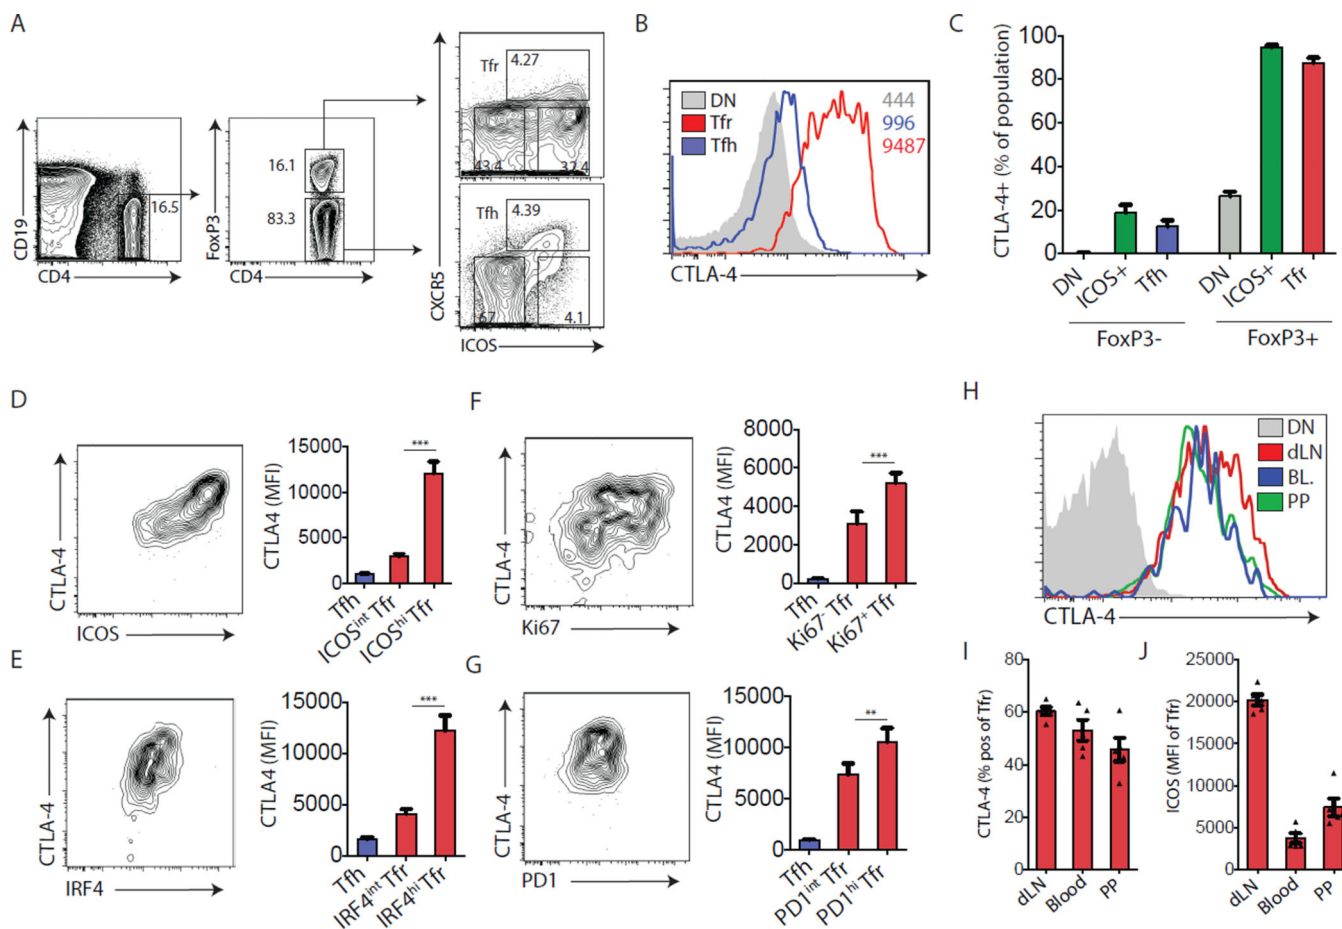 A
CD19
CD4
16.5
FoxP3
CD4
16.1
83.3
CXCR5
ICOS
Tfr
4.27
43.4
32.4
Tfh
4.39
67
4.1
B
DN
Tfr
Tfh
444
996
9487
CTLA-4
C
CTLA-4+ (% of population)
100
80
60
40
20
0
DN
ICOS+
Tfh
DN
ICOS+
Tfr
FoxP3-
FoxP3+
D
CTLA-4
ICOS
CTLA4 (MFI)
15000
10000
5000
0
***
Tfh
ICOSint Tfr
ICOShi Tfr
F
CTLA-4
Ki67
CTLA4 (MFI)
8000
6000
4000
2000
0
***
Tfh
Ki67- Tfr
Ki67+ Tfr
H
DN
dLN
BL.
PP
CTLA-4
E
CTLA-4
IRF4
CTLA4 (MFI)
15000
10000
5000
0
***
Tfh
IRF4int Tfr
IRF4hi Tfr
G
CTLA-4
PD1
CTLA4 (MFI)
15000
10000
5000
0
**
Tfh
PD1int Tfr
PD1hi Tfr
I
CTLA-4 (% pos of Tfr)
80
60
40
20
0
dLN
Blood
PP
J
ICOS (MFI of Tfr)
25000
20000
15000
10000
5000
0
dLN
Blood
PP